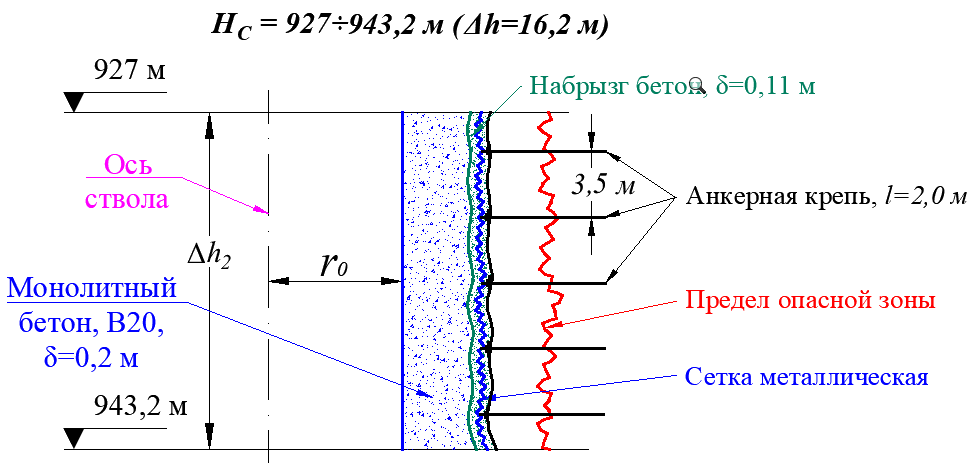 H_C = 927÷943,2 м (Δh=16,2 м)
927 м
Набрызг бетон, δ=0,11 м
Ось
ствола
3,5 м
Анкерная крепь, l=2,0 м
Δh₂
r₀
Монолитный
бетон, В20,
δ=0,2 м
Предел опасной зоны
Сетка металлическая
943,2 м